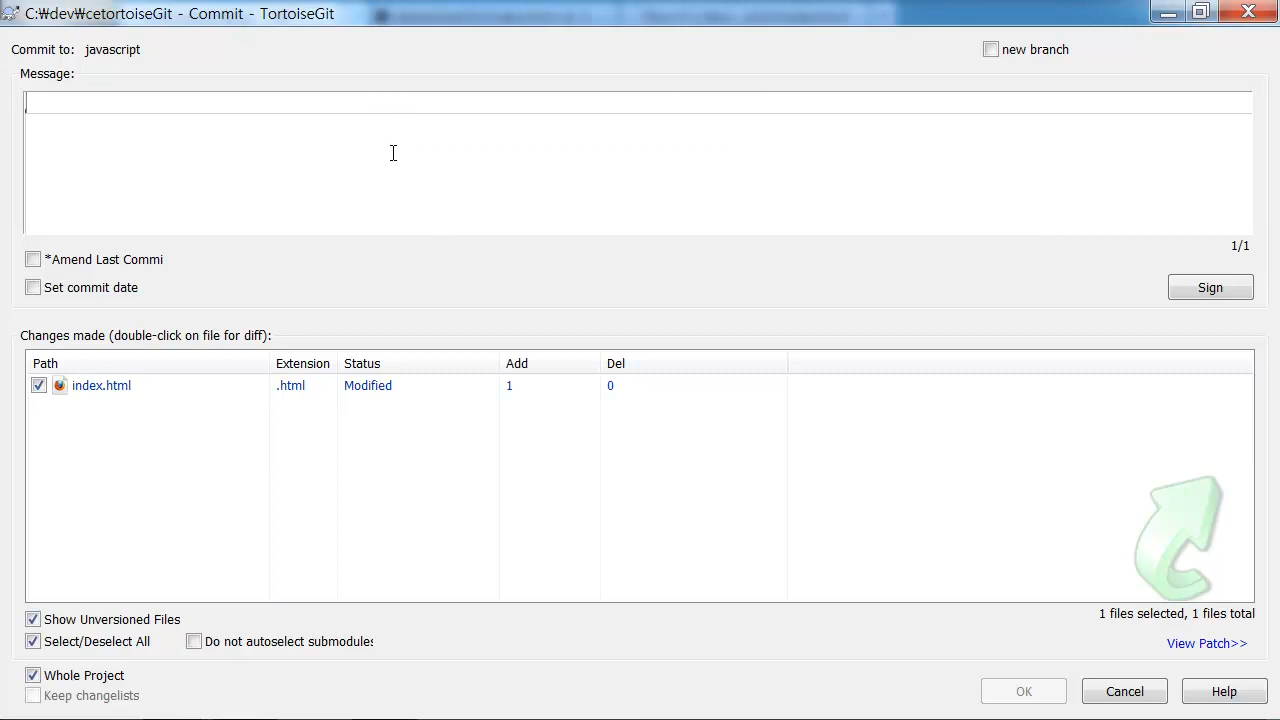 C:₩dev₩cetortoiseGit - Commit - TortoiseGit
Commit to: javascript
new branch
Message:
1/1
*Amend Last Commi
Set commit date
Sign
Changes made (double-click on file for diff):
Path Extension Status Add Del
index.html .html Modified 1 0
Show Unversioned Files
1 files selected, 1 files total
Select/Deselect All Do not autoselect submodules
View Patch>>
Whole Project
Keep changelists
OK Cancel Help